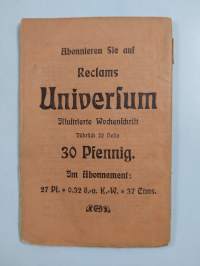 Abonnieren Sie auf
Reclams
Universum
Illustrierte Wochenschrift
Jährlich 52 Hefte
30 Pfennig.
Im Abonnement:
27 Pf. • 0,32 ö.-u. K.-W. • 37 Ctms.